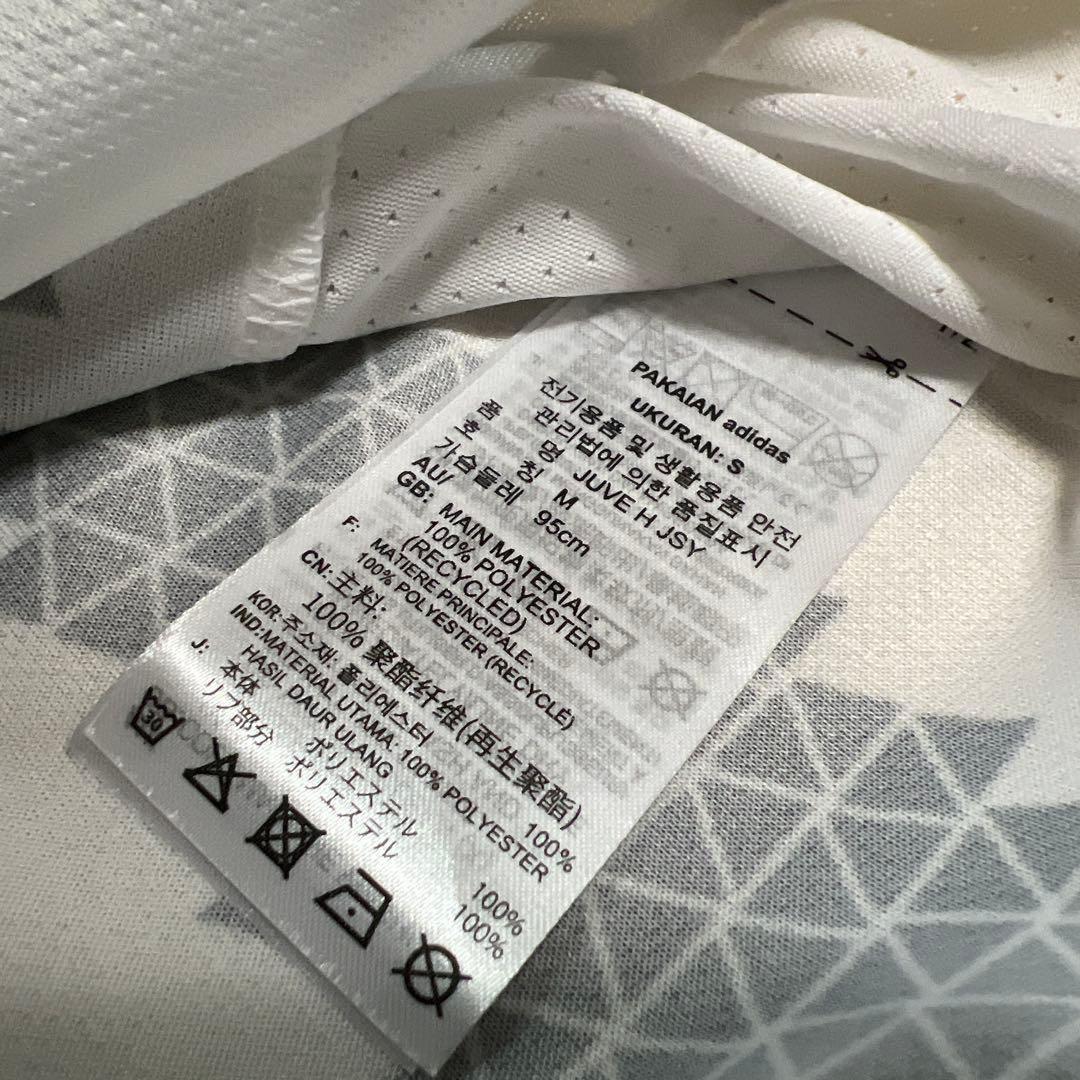 PAKAIAN adidas
UKURAN: S
전기용품 및 생활용품 안전
관리법에 의한 품질표시
품 명 JUVE H JSY
호 칭 M
가슴둘레 95cm
AU/
GB: MAIN MATERIAL:
100% POLYESTER
(RECYCLED)
F: MATIERE PRINCIPALE:
100% POLYESTER (RECYCLÉ)
CN: 主料:
100% 聚酯纤维(再生聚酯)
KOR: 주소재: 폴리에스터 100%
IND: MATERIAL UTAMA: 100% POLYESTER
HASIL DAUR ULANG
J: 本体 ポリエステル 100%
リブ部分 ポリエステル 100%
30